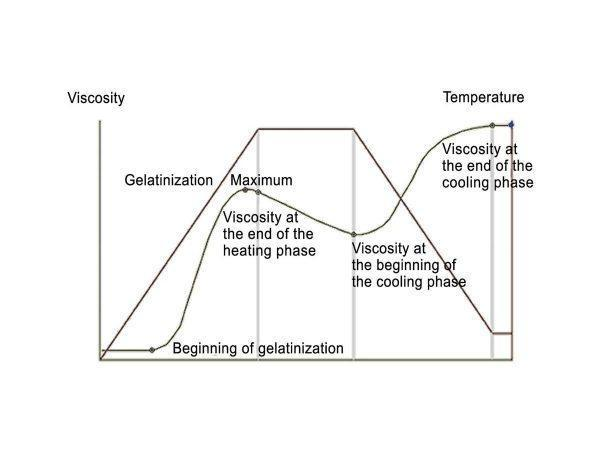 Viscosity
Temperature
Gelatinization Maximum
Viscosity at
the end of the
heating phase
Viscosity at
the end of the
cooling phase
Viscosity at
the beginning of
the cooling phase
Beginning of gelatinization